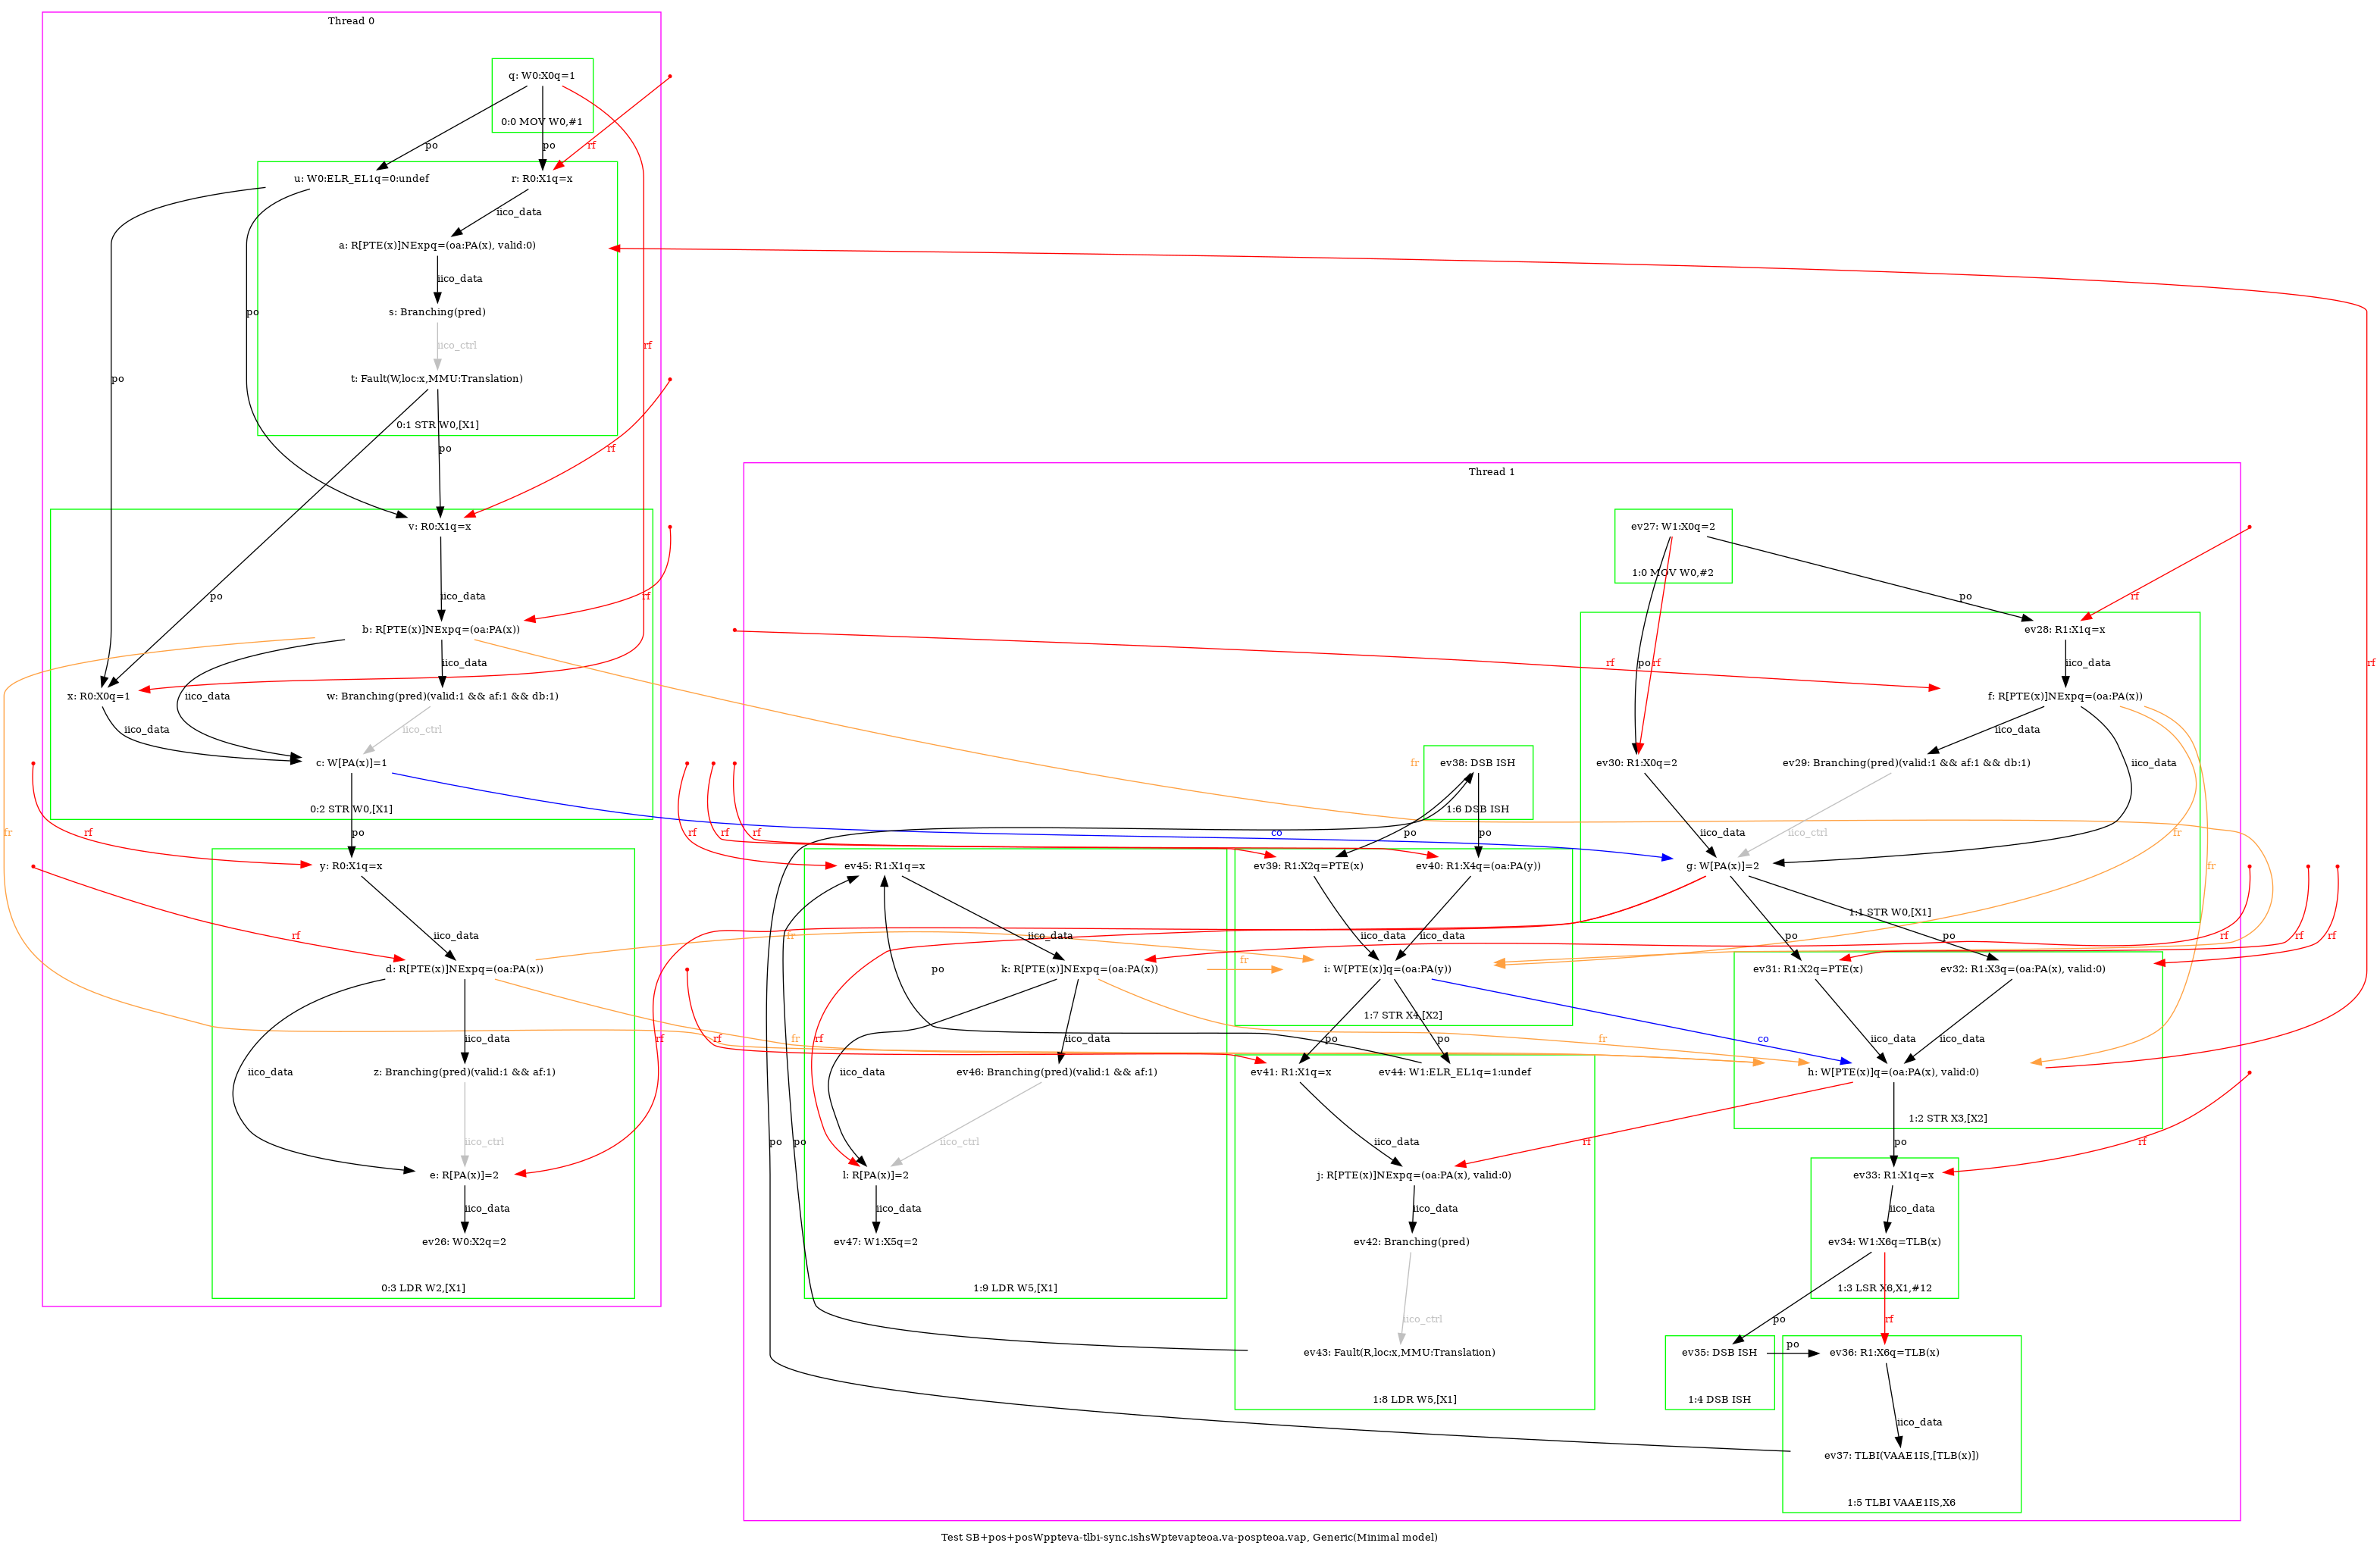 Thread 0
q: W0:X0q=1
0:0 MOV W0,#1
po
po
rf
u: W0:ELR_EL1q=0:undef
r: R0:X1q=x
iico_data
a: R[PTE(x)]NExpq=(oa:PA(x), valid:0)
iico_data
po
s: Branching(pred)
rf
iico_ctrl
po
t: Fault(W,loc:x,MMU:Translation)
0:1 STR W0,[X1]
po
rf
rf
Thread 1
v: R0:X1q=x
ev27: W1:X0q=2
1:0 MOV W0,#2
po
iico_data
rf
po
rf
b: R[PTE(x)]NExpq=(oa:PA(x))
ev28: R1:X1q=x
iico_data
rf
po
rf
iico_data
x: R0:X0q=1
iico_data
w: Branching(pred)(valid:1 && af:1 && db:1)
f: R[PTE(x)]NExpq=(oa:PA(x))
iico_data
iico_ctrl
iico_data
c: W[PA(x)]=1
fr
ev38: DSB ISH
ev30: R1:X0q=2
ev29: Branching(pred)(valid:1 && af:1 && db:1)
iico_data
0:2 STR W0,[X1]
1:6 DSB ISH
fr
rf
po
rf
rf
rf
co
po
po
iico_data
iico_ctrl
fr
y: R0:X1q=x
ev45: R1:X1q=x
ev39: R1:X2q=PTE(x)
ev40: R1:X4q=(oa:PA(y))
g: W[PA(x)]=2
fr
1:1 STR W0,[X1]
rf
iico_data
fr
iico_data
iico_data
iico_data
po
po
rf
rf
rf
d: R[PTE(x)]NExpq=(oa:PA(x))
po
k: R[PTE(x)]NExpq=(oa:PA(x))
fr
i: W[PTE(x)]q=(oa:PA(y))
ev31: R1:X2q=PTE(x)
ev32: R1:X3q=(oa:PA(x), valid:0)
1:7 STR X4,[X2]
iico_data
fr
rf
rf
rf
iico_data
po
po
fr
co
iico_data
iico_data
iico_data
z: Branching(pred)(valid:1 && af:1)
iico_data
ev46: Branching(pred)(valid:1 && af:1)
ev41: R1:X1q=x
ev44: W1:ELR_EL1q=1:undef
h: W[PTE(x)]q=(oa:PA(x), valid:0)
1:2 STR X3,[X2]
iico_ctrl
po
po
iico_ctrl
iico_data
rf
po
rf
e: R[PA(x)]=2
l: R[PA(x)]=2
j: R[PTE(x)]NExpq=(oa:PA(x), valid:0)
ev33: R1:X1q=x
iico_data
iico_data
iico_data
iico_data
ev26: W0:X2q=2
ev47: W1:X5q=2
ev42: Branching(pred)
ev34: W1:X6q=TLB(x)
0:3 LDR W2,[X1]
1:9 LDR W5,[X1]
1:3 LSR X6,X1,#12
iico_ctrl
po
rf
ev43: Fault(R,loc:x,MMU:Translation)
ev35: DSB ISH
po
ev36: R1:X6q=TLB(x)
1:8 LDR W5,[X1]
1:4 DSB ISH
iico_data
ev37: TLBI(VAAE1IS,[TLB(x)])
1:5 TLBI VAAE1IS,X6
Test SB+pos+posWppteva-tlbi-sync.ishsWptevapteoa.va-pospteoa.vap, Generic(Minimal model)